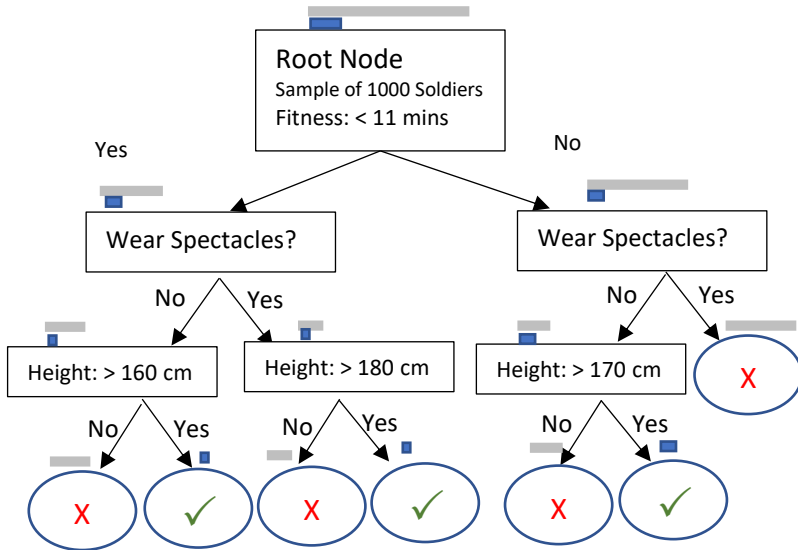 Root Node
Sample of 1000 Soldiers
Fitness: < 11 mins
Yes
No
Wear Spectacles?
Wear Spectacles?
No
Yes
No
Yes
Height: > 160 cm
Height: > 180 cm
Height: > 170 cm
X
No
Yes
No
Yes
No
Yes
X
✓
X
✓
X
✓